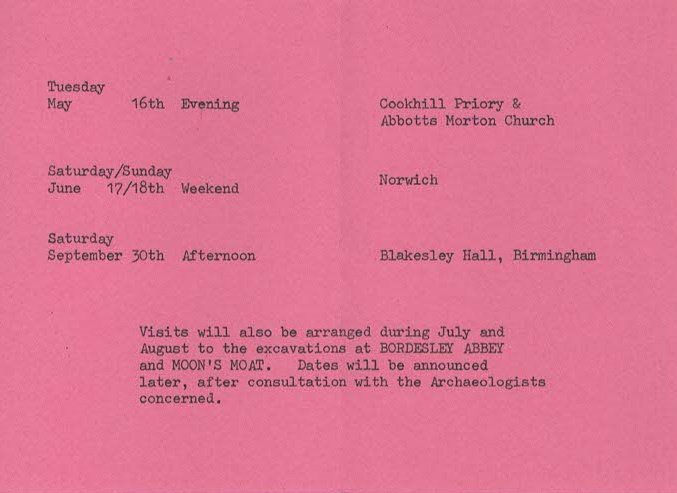 Tuesday
May 16th Evening Cookhill Priory &
Abbotts Morton Church
Saturday/Sunday
June 17/18th Weekend Norwich
Saturday
September 30th Afternoon Blakesley Hall, Birmingham
Visits will also be arranged during July and
August to the excavations at BORDESLEY ABBEY
and MOON'S MOAT. Dates will be announced
later, after consultation with the Archaeologists
concerned.